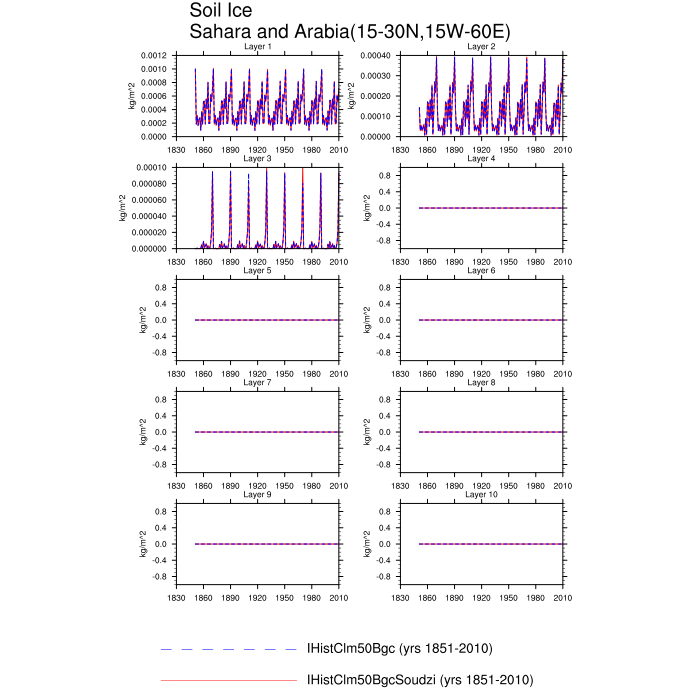 Soil Ice
Sahara and Arabia(15-30N,15W-60E)
Layer 1
Layer 2
0.0012
0.0010
0.0008
0.0006
0.0004
0.0002
0.0000
kg/m^2
1830 1860 1890 1920 1950 1980 2010
0.00040
0.00030
0.00020
0.00010
0.00000
kg/m^2
1830 1860 1890 1920 1950 1980 2010
Layer 3
Layer 4
0.00010
0.000080
0.000060
0.000040
0.000020
0.000000
kg/m^2
1830 1860 1890 1920 1950 1980 2010
0.8
0.4
0.0
-0.4
-0.8
kg/m^2
1830 1860 1890 1920 1950 1980 2010
Layer 5
Layer 6
0.8
0.4
0.0
-0.4
-0.8
kg/m^2
1830 1860 1890 1920 1950 1980 2010
0.8
0.4
0.0
-0.4
-0.8
kg/m^2
1830 1860 1890 1920 1950 1980 2010
Layer 7
Layer 8
0.8
0.4
0.0
-0.4
-0.8
kg/m^2
1830 1860 1890 1920 1950 1980 2010
0.8
0.4
0.0
-0.4
-0.8
kg/m^2
1830 1860 1890 1920 1950 1980 2010
Layer 9
Layer 10
0.8
0.4
0.0
-0.4
-0.8
kg/m^2
1830 1860 1890 1920 1950 1980 2010
0.8
0.4
0.0
-0.4
-0.8
kg/m^2
1830 1860 1890 1920 1950 1980 2010
IHistClm50Bgc (yrs 1851-2010)
IHistClm50BgcSoudzi (yrs 1851-2010)